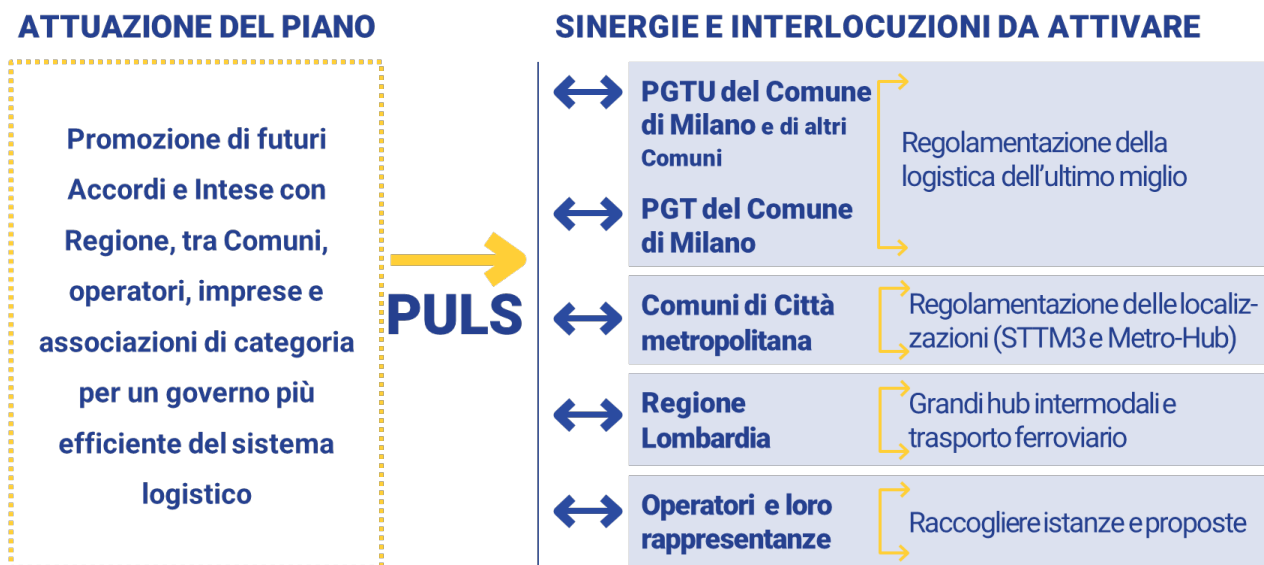 ATTUAZIONE DEL PIANO
Promozione di futuri
Accordi e Intese con
Regione, tra Comuni,
operatori, imprese e
associazioni di categoria
per un governo più
efficiente del sistema
logistico
PULS
SINERGIE E INTERLOCUZIONI DA ATTIVARE
PGTU del Comune
di Milano e di altri
Comuni
PGT del Comune
di Milano
Regolamentazione della
logistica dell'ultimo miglio
Comuni di Città
metropolitana
Regolamentazione delle localiz-
zazioni (STTM3 e Metro-Hub)
Regione
Lombardia
Grandi hub intermodali e
trasporto ferroviario
Operatori e loro
rappresentanze
Raccogliere istanze e proposte